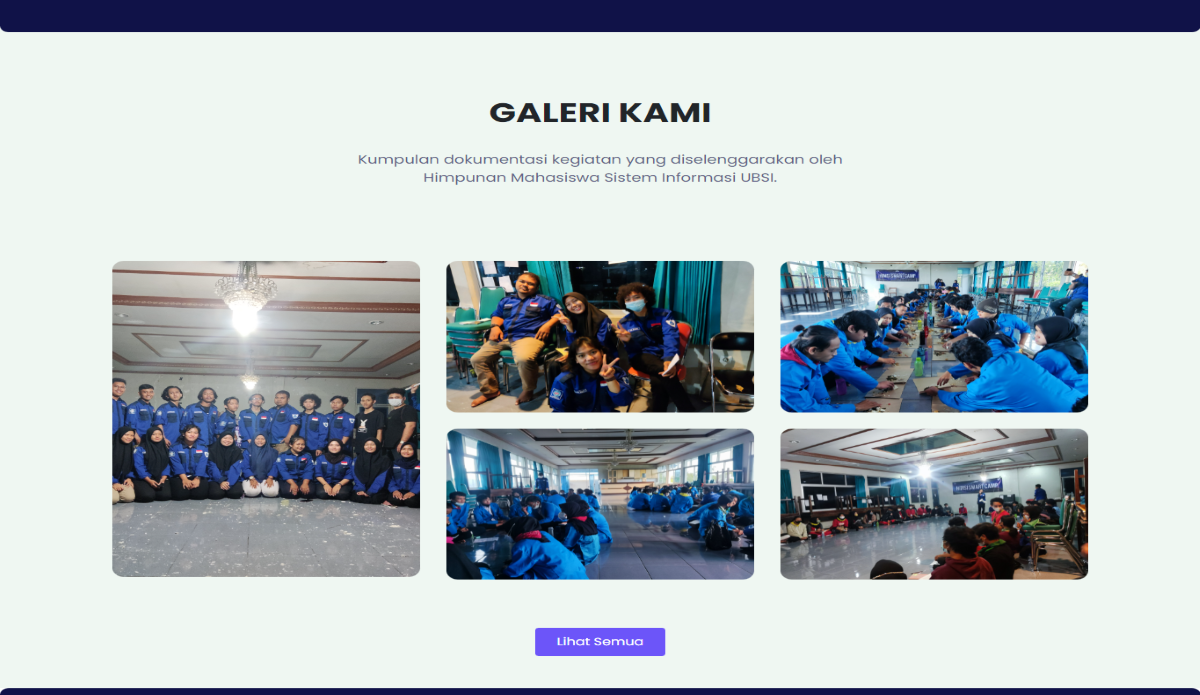 GALERI KAMI
Kumpulan dokumentasi kegiatan yang diselenggarakan oleh
Himpunan Mahasiswa Sistem Informasi UBSI.
Lihat Semua